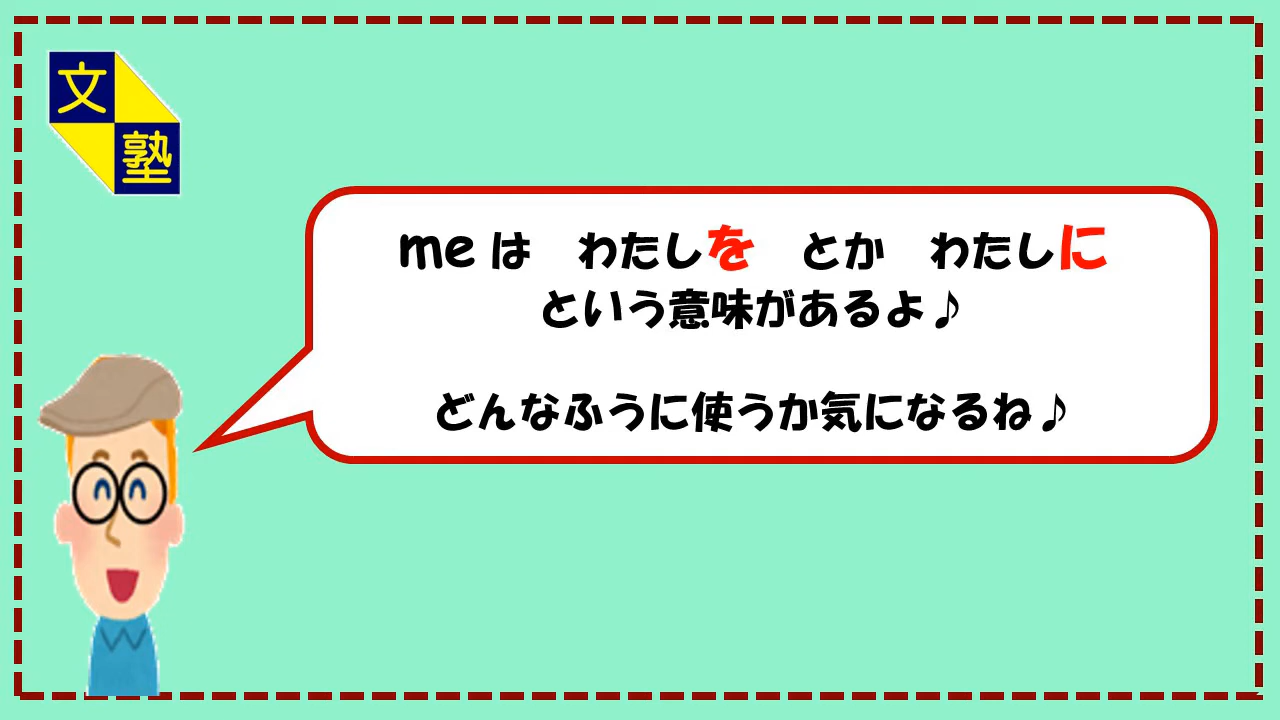 文
塾
me は　わたしを　とか　わたしに
という意味があるよ♪
どんなふうに使うか気になるね♪